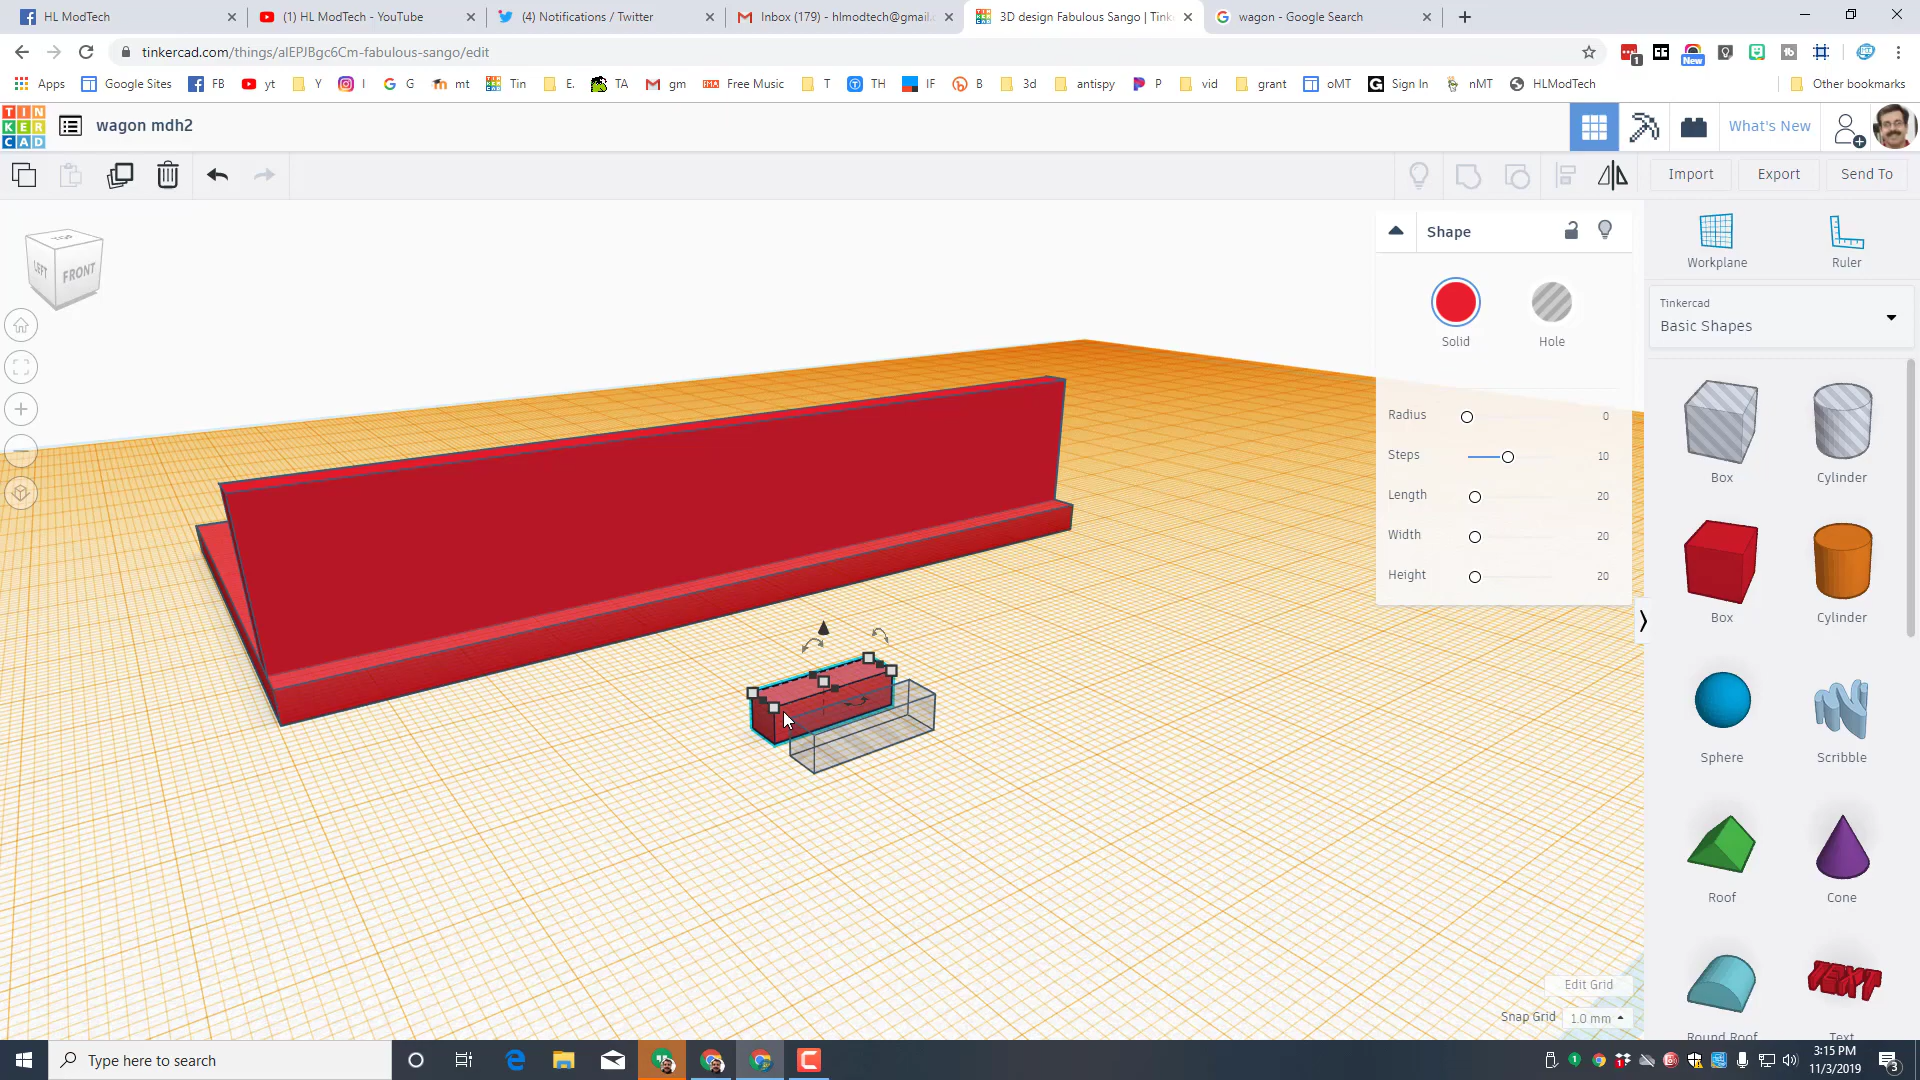 HL ModTech
(1) HL ModTech - YouTube
(4) Notifications / Twitter
Inbox (179) - hlmodtech@gmail.c
3D design Fabulous Sango | Tink
wagon - Google Search
tinkercad.com/things/alEPJBgc6Cm-fabulous-sango/edit
1
New
Apps
Google Sites
FB
yt
Y
I
G
mt
Tin
E.
TA
gm
Free Music
T
TH
IF
B
3d
antispy
P
vid
grant
oMT
Sign In
nMT
HLModTech
Other bookmarks
TIN
KER
CAD
wagon mdh2
What's New
Import
Export
Send To
TOP
LEFT
FRONT
Shape
Solid
Hole
Radius 0
Steps 10
Length 20
Width 20
Height 20
Workplane
Ruler
Tinkercad
Basic Shapes
Box
Cylinder
Box
Cylinder
Sphere
Scribble
Roof
Cone
TEXT
Round Roof
Text
Edit Grid
Snap Grid 1.0 mm
Type here to search
3:15 PM
11/3/2019
3